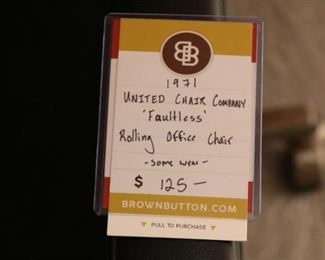 BB
1971
UNITED CHAIR COMPANY
'Faultless'
Rolling Office Chair
- some wear -
$ 125 —
BROWNBUTTON.COM
PULL TO PURCHASE